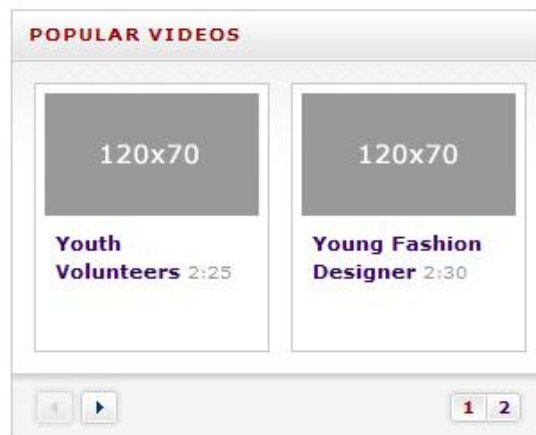 POPULAR VIDEOS
120x70
120x70
Youth
Volunteers 2:25
Young Fashion
Designer 2:30
1 2